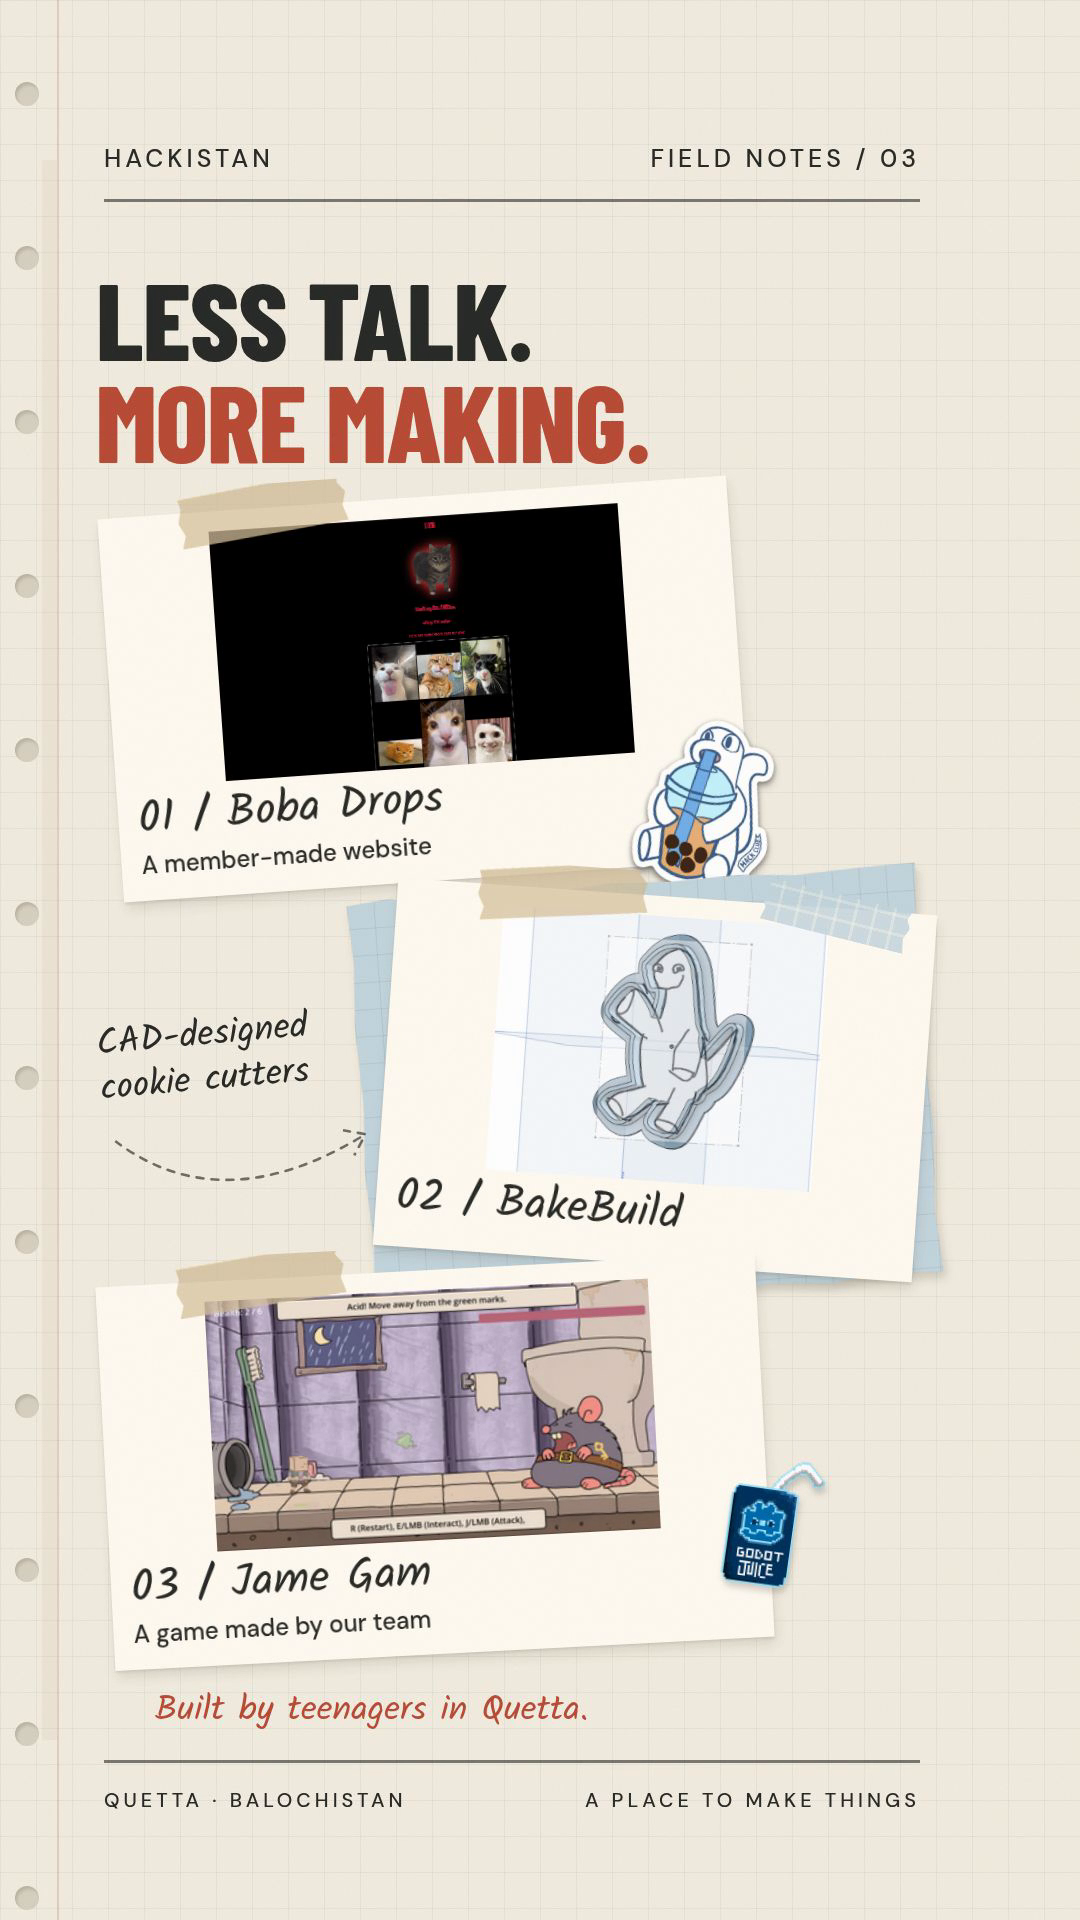 HACKISTAN
FIELD NOTES / 03
LESS TALK.
MORE MAKING.
01 / Boba Drops
A member-made website
HACK CLUB
CAD-designed
cookie cutters
02 / BakeBuild
Acid! Move away from the green marks.
R (Restart), E/LMB (Interact), J/LMB (Attack),
GODOT
JUICE
03 / Jame Gam
A game made by our team
Built by teenagers in Quetta.
QUETTA · BALOCHISTAN
A PLACE TO MAKE THINGS